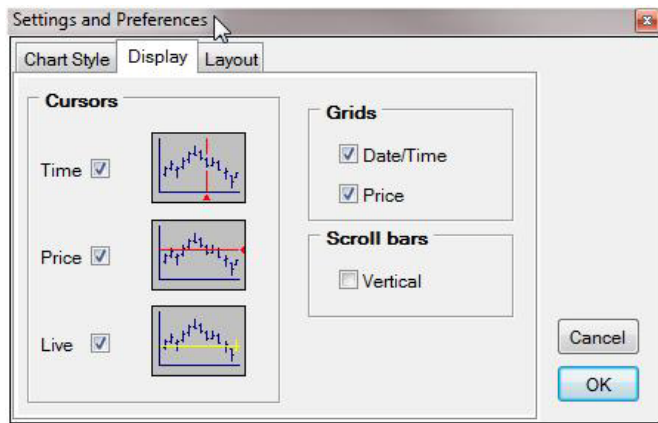 Settings and Preferences
Chart Style Display Layout
Cursors
Time
Price
Live
Grids
Date/Time
Price
Scroll bars
Vertical
Cancel
OK